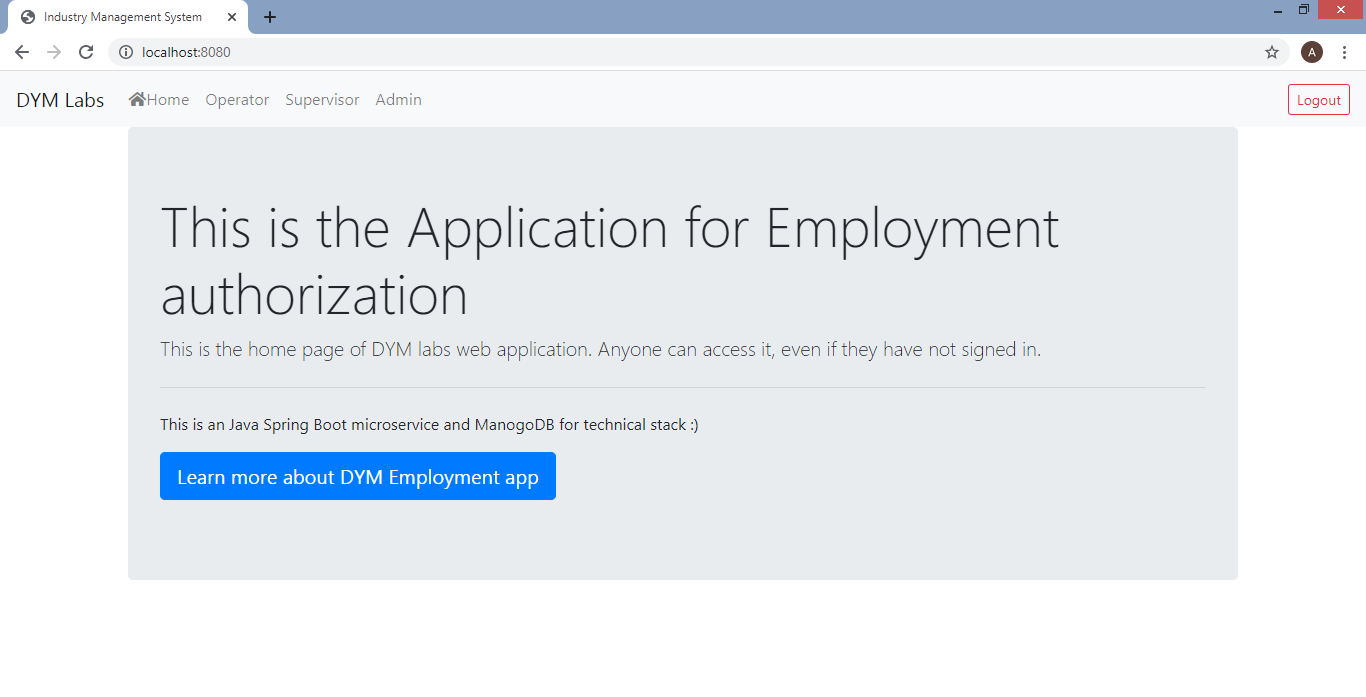 Industry Management System
localhost:8080
A
DYM Labs Home Operator Supervisor Admin Logout
This is the Application for Employment
authorization
This is the home page of DYM labs web application. Anyone can access it, even if they have not signed in.
This is an Java Spring Boot microservice and ManogoDB for technical stack :)
Learn more about DYM Employment app